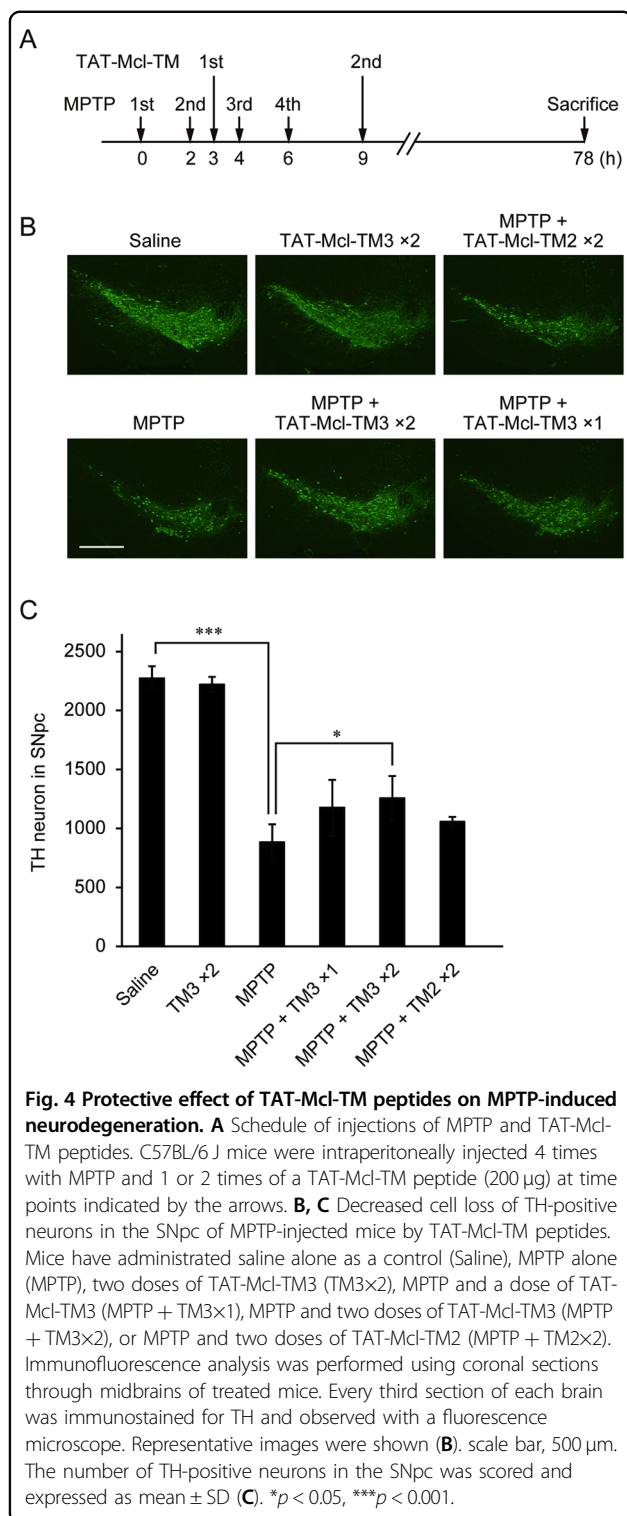 A
TAT-Mcl-TM 1st 2nd
MPTP 1st 2nd 3rd 4th Sacrifice
0 2 3 4 6 9 78 (h)
B
Saline
TAT-Mcl-TM3 ×2
MPTP +
TAT-Mcl-TM2 ×2
MPTP
MPTP +
TAT-Mcl-TM3 ×2
MPTP +
TAT-Mcl-TM3 ×1
C
TH neuron in SNpc
2500
2000
1500
1000
500
0
***
*
Saline
TM3 ×2
MPTP
MPTP + TM3 ×1
MPTP + TM3 ×2
MPTP + TM2 ×2
Fig. 4 Protective effect of TAT-Mcl-TM peptides on MPTP-induced
neurodegeneration. A Schedule of injections of MPTP and TAT-Mcl-
TM peptides. C57BL/6 J mice were intraperitoneally injected 4 times
with MPTP and 1 or 2 times of a TAT-Mcl-TM peptide (200 μg) at time
points indicated by the arrows. B, C Decreased cell loss of TH-positive
neurons in the SNpc of MPTP-injected mice by TAT-Mcl-TM peptides.
Mice have administrated saline alone as a control (Saline), MPTP alone
(MPTP), two doses of TAT-Mcl-TM3 (TM3×2), MPTP and a dose of TAT-
Mcl-TM3 (MPTP + TM3×1), MPTP and two doses of TAT-Mcl-TM3 (MPTP
+ TM3×2), or MPTP and two doses of TAT-Mcl-TM2 (MPTP + TM2×2).
Immunofluorescence analysis was performed using coronal sections
through midbrains of treated mice. Every third section of each brain
was immunostained for TH and observed with a fluorescence
microscope. Representative images were shown (B). scale bar, 500 μm.
The number of TH-positive neurons in the SNpc was scored and
expressed as mean ± SD (C). *p < 0.05, ***p < 0.001.